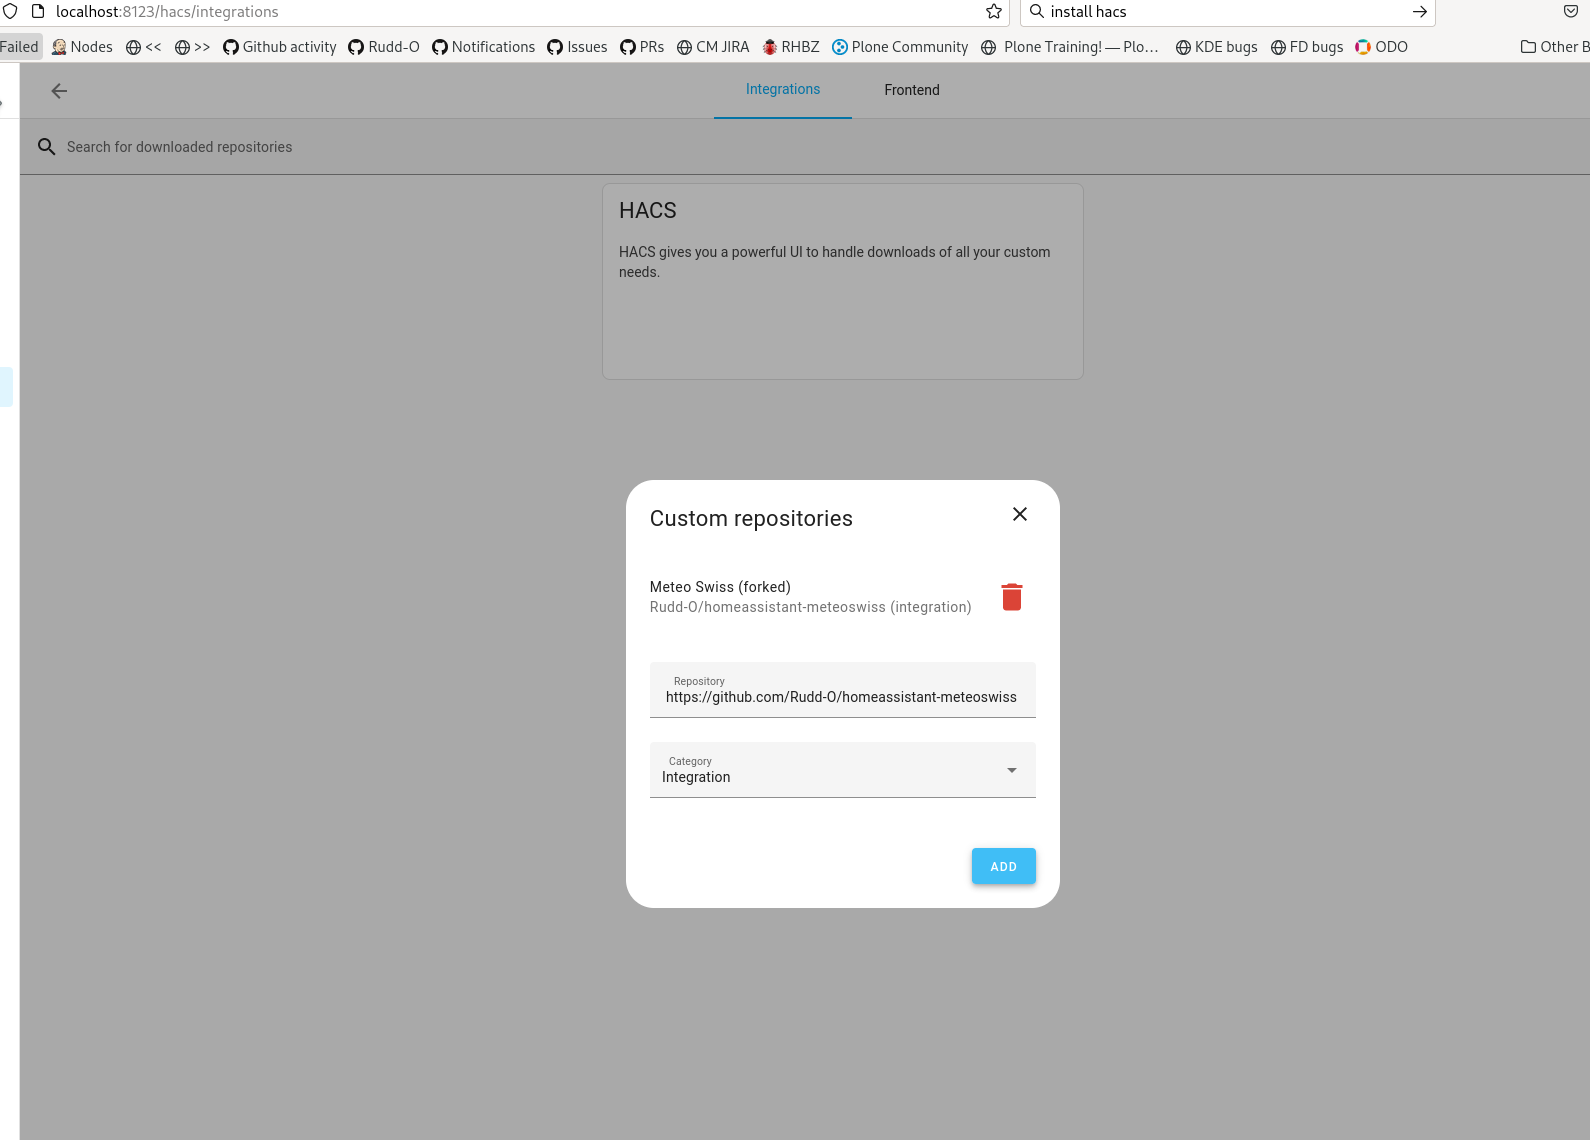 localhost:8123/hacs/integrations
install hacs
Failed
Nodes
<<
>>
Github activity
Rudd-O
Notifications
Issues
PRs
CM JIRA
RHBZ
Plone Community
Plone Training! — Plo…
KDE bugs
FD bugs
ODO
Other B
Integrations
Frontend
Search for downloaded repositories
HACS
HACS gives you a powerful UI to handle downloads of all your custom
needs.
Custom repositories
Meteo Swiss (forked)
Rudd-O/homeassistant-meteoswiss (integration)
Repository
https://github.com/Rudd-O/homeassistant-meteoswiss
Category
Integration
ADD